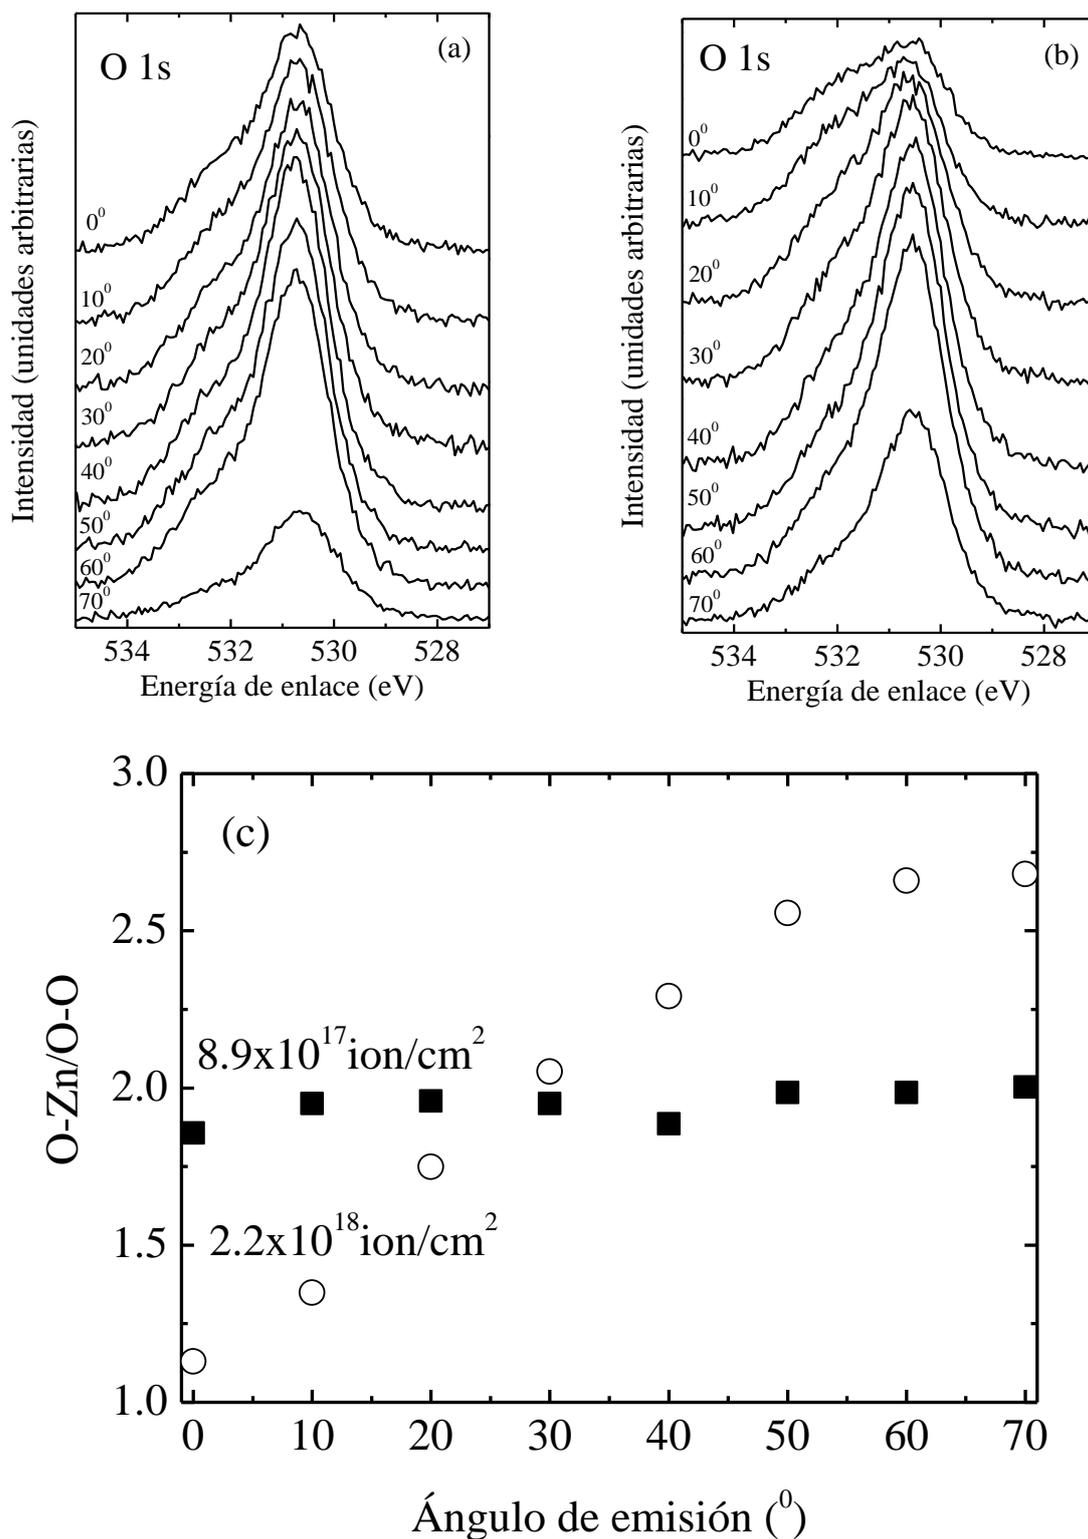 O 1s
(a)
Intensidad (unidades arbitrarias)
0⁰
10⁰
20⁰
30⁰
40⁰
50⁰
60⁰
70⁰
534 532 530 528
Energía de enlace (eV)
O 1s
(b)
Intensidad (unidades arbitrarias)
0⁰
10⁰
20⁰
30⁰
40⁰
50⁰
60⁰
70⁰
534 532 530 528
Energía de enlace (eV)
(c)
O-Zn/O-O
3.0
2.5
2.0
1.5
1.0
8.9x10¹⁷ion/cm²
2.2x10¹⁸ion/cm²
0 10 20 30 40 50 60 70
Ángulo de emisión (⁰)